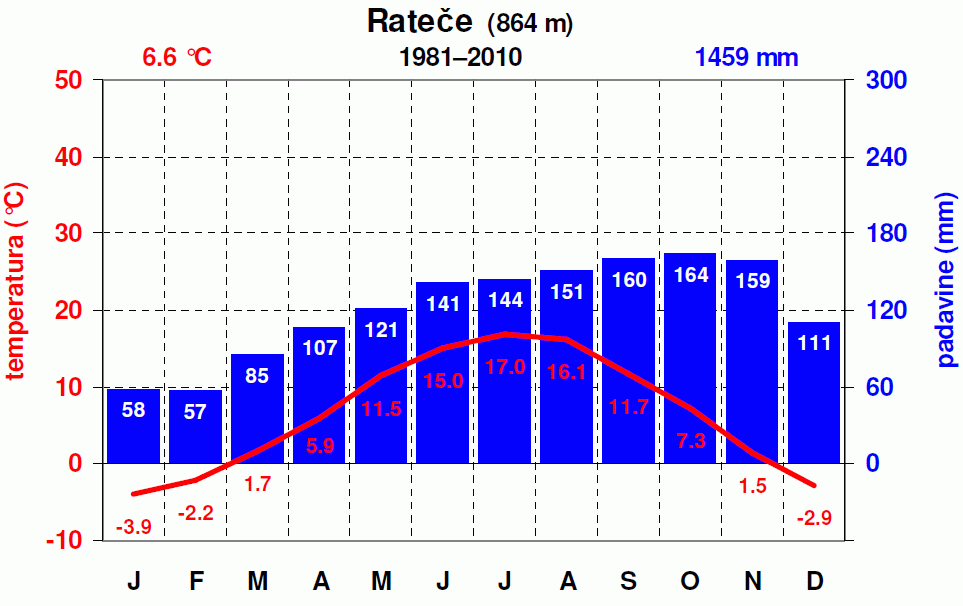 Rateče (864 m)
6.6 °C 1981–2010 1459 mm
temperatura (°C)
padavine (mm)
50 300
40 240
30 180
20 120
10 60
0 0
-10
58 57 85 107 121 141 144 151 160 164 159 111
-3.9 -2.2 1.7 5.9 11.5 15.0 17.0 16.1 11.7 7.3 1.5 -2.9
J F M A M J J A S O N D